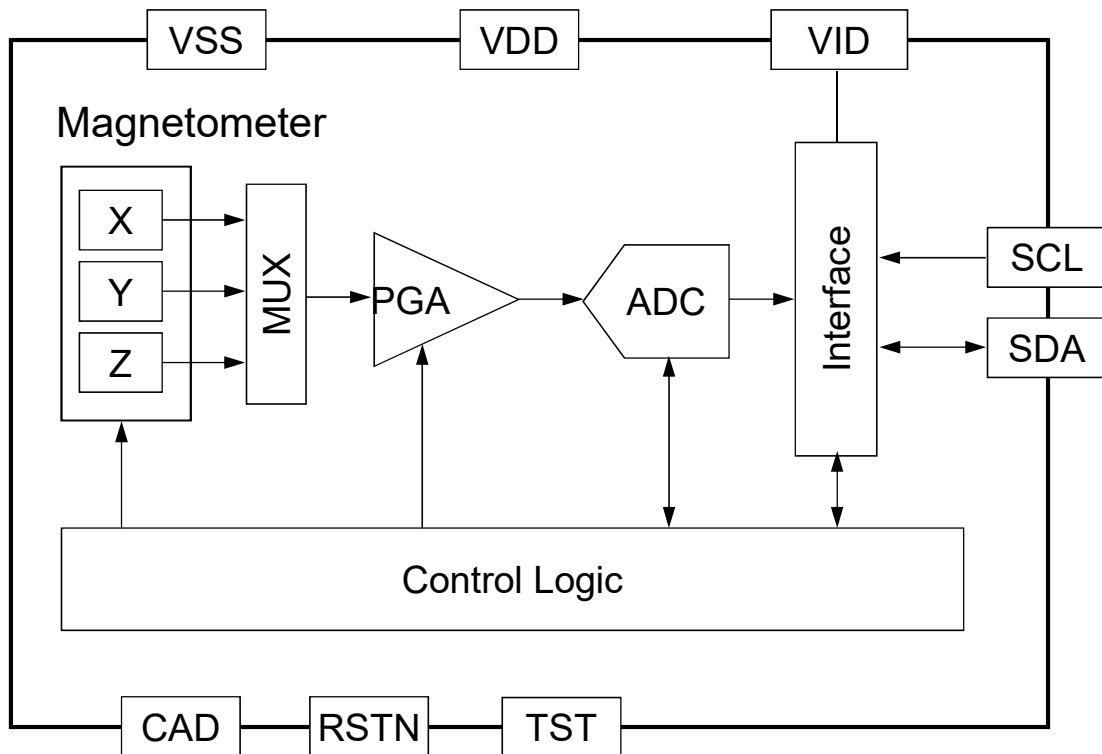 VSS
VDD
VID
Magnetometer
X
Y
Z
MUX
PGA
ADC
Interface
SCL
SDA
Control Logic
CAD
RSTN
TST